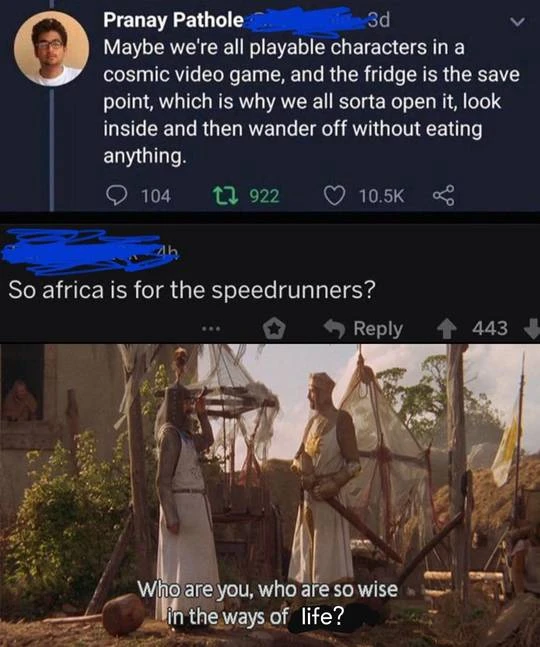 Pranay Pathole 3d
Maybe we're all playable characters in a
cosmic video game, and the fridge is the save
point, which is why we all sorta open it, look
inside and then wander off without eating
anything.
104 922 10.5K
4h
So africa is for the speedrunners?
... Reply 443
Who are you, who are so wise
in the ways of life?